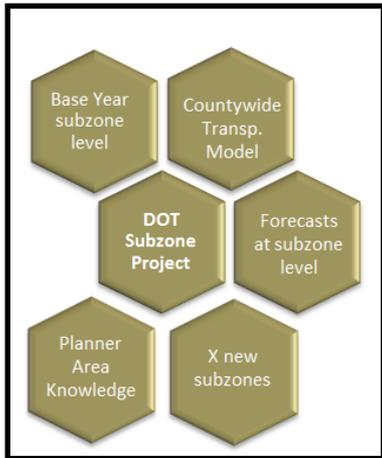 Base Year
subzone
level
Countywide
Transp.
Model
DOT
Subzone
Project
Forecasts
at subzone
level
Planner
Area
Knowledge
X new
subzones